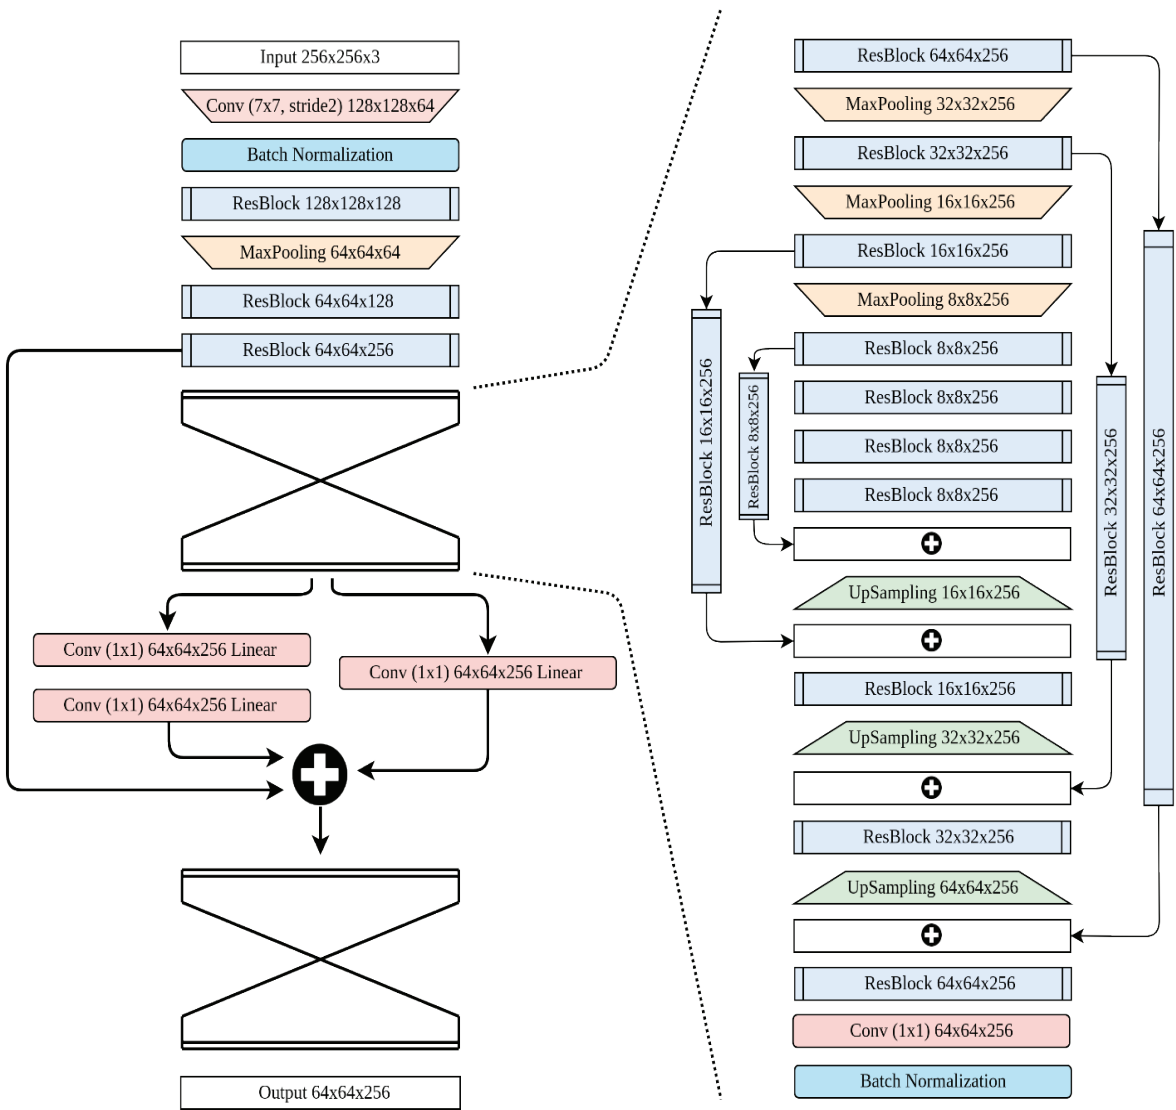 Input 256x256x3
Conv (7x7, stride2) 128x128x64
Batch Normalization
ResBlock 128x128x128
MaxPooling 64x64x64
ResBlock 64x64x128
ResBlock 64x64x256
Conv (1x1) 64x64x256 Linear
Conv (1x1) 64x64x256 Linear
Conv (1x1) 64x64x256 Linear
Output 64x64x256
ResBlock 64x64x256
MaxPooling 32x32x256
ResBlock 32x32x256
MaxPooling 16x16x256
ResBlock 16x16x256
MaxPooling 8x8x256
ResBlock 8x8x256
ResBlock 8x8x256
ResBlock 8x8x256
ResBlock 8x8x256
UpSampling 16x16x256
ResBlock 16x16x256
UpSampling 32x32x256
ResBlock 32x32x256
UpSampling 64x64x256
ResBlock 64x64x256
Conv (1x1) 64x64x256
Batch Normalization
ResBlock 16x16x256
ResBlock 8x8x256
ResBlock 32x32x256
ResBlock 64x64x256